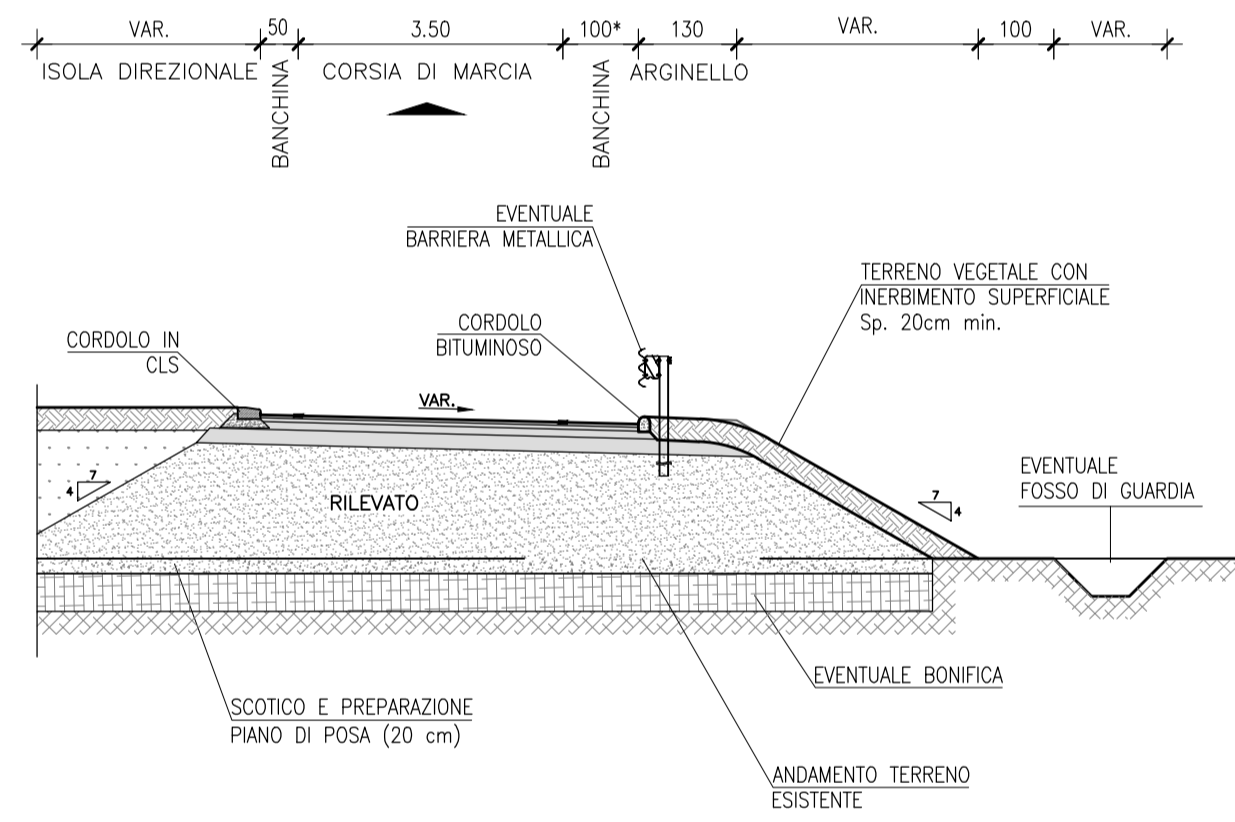 VAR. 50 3.50 100* 130 VAR. 100 VAR.
ISOLA DIREZIONALE BANCHINA CORSIA DI MARCIA BANCHINA ARGINELLO
EVENTUALE
BARRIERA METALLICA
TERRENO VEGETALE CON
INERBIMENTO SUPERFICIALE
Sp. 20cm min.
CORDOLO IN
CLS
CORDOLO
BITUMINOSO
VAR.
EVENTUALE
FOSSO DI GUARDIA
7
4
RILEVATO
7
4
EVENTUALE BONIFICA
SCOTICO E PREPARAZIONE
PIANO DI POSA (20 cm)
ANDAMENTO TERRENO
ESISTENTE